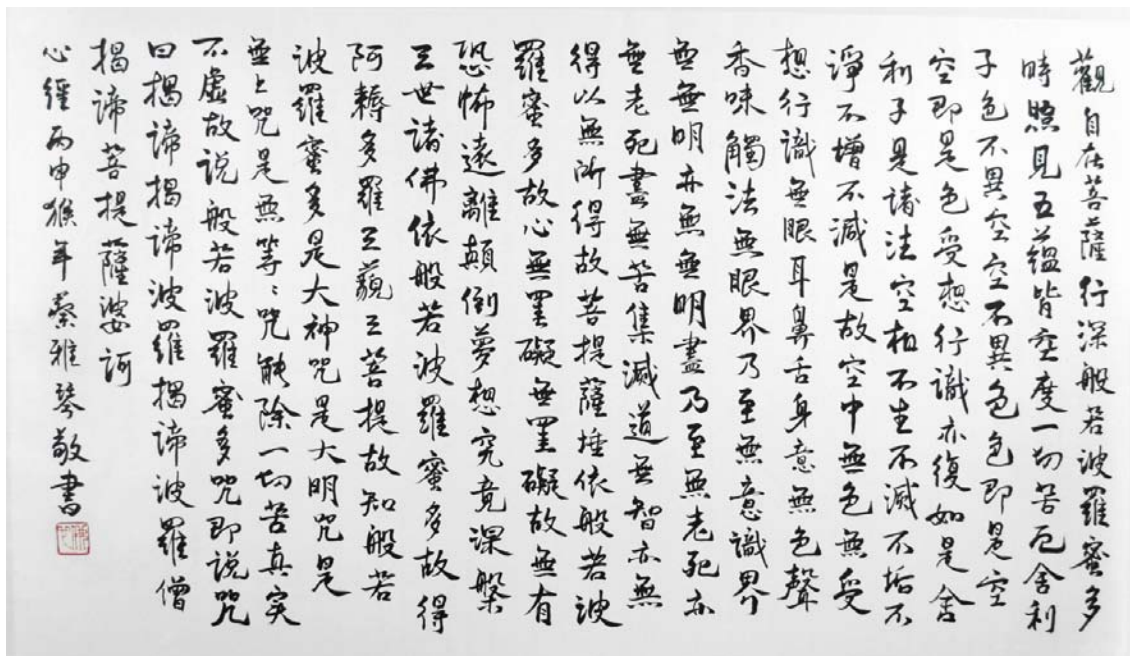 觀自在菩薩行深般若波羅蜜多
時照見五蘊皆空度一切苦厄舍利
子色不異空空不異色色即是空
空即是色受想行識亦復如是舍
利子是諸法空相不生不滅不垢不
淨不增不減是故空中無色無受
想行識無眼耳鼻舌身意無色聲
香味觸法無眼界乃至無意識界
無無明亦無無明盡乃至無老死亦
無老死盡無苦集滅道無智亦無
得以無所得故菩提薩埵依般若波
羅蜜多故心無罣礙無罣礙故無有
恐怖遠離顛倒夢想究竟涅槃
三世諸佛依般若波羅蜜多故得
阿耨多羅三藐三菩提故知般若
波羅蜜多是大神咒是大明咒是
無上咒是無等々咒能除一切苦真实
不虛故说般若波羅蜜多咒即说咒
曰揭諦揭諦波羅揭諦波羅僧
揭諦菩提薩婆訶
心經丙申猴年蔡雅琴敬書